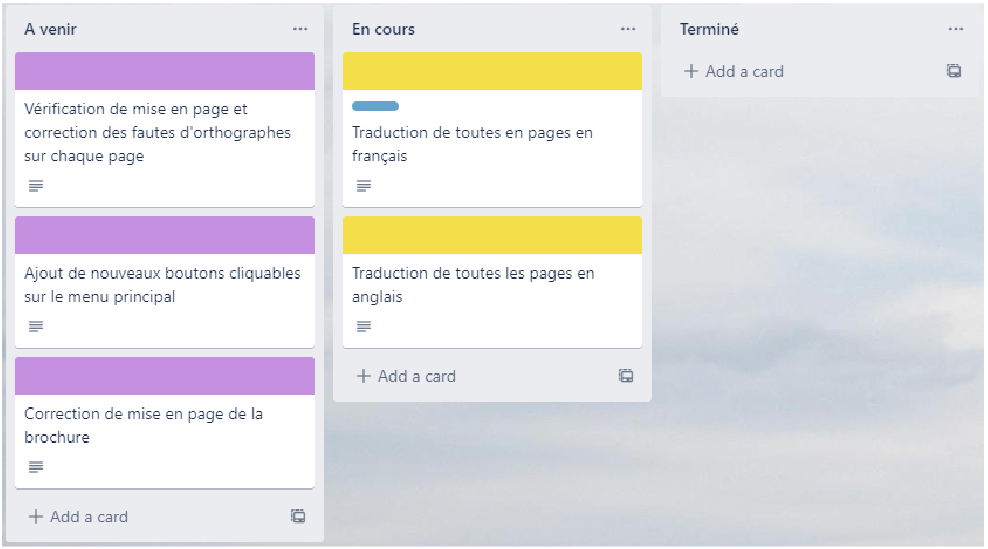 A venir
Vérification de mise en page et
correction des fautes d'orthographes
sur chaque page
Ajout de nouveaux boutons cliquables
sur le menu principal
Correction de mise en page de la
brochure
+ Add a card
En cours
Traduction de toutes en pages en
français
Traduction de toutes les pages en
anglais
+ Add a card
Terminé
+ Add a card